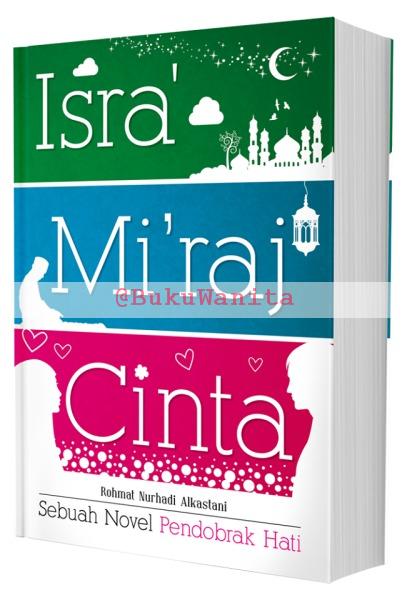 Isra'
Mi'raj
@BukuWanita
Cinta
Rohmat Nurhadi Alkastani
Sebuah Novel Pendobrak Hati